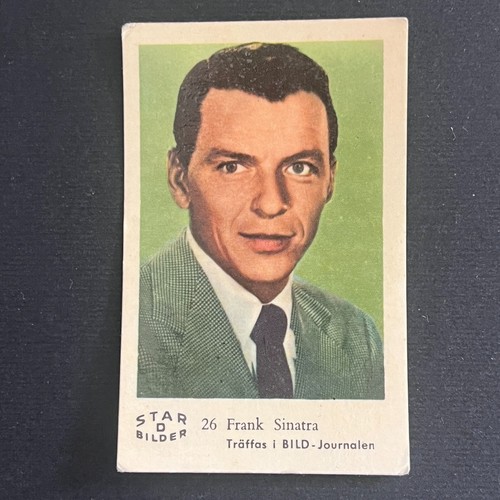 STAR
D
BILDER
26 Frank Sinatra
Träffas i BILD-Journalen